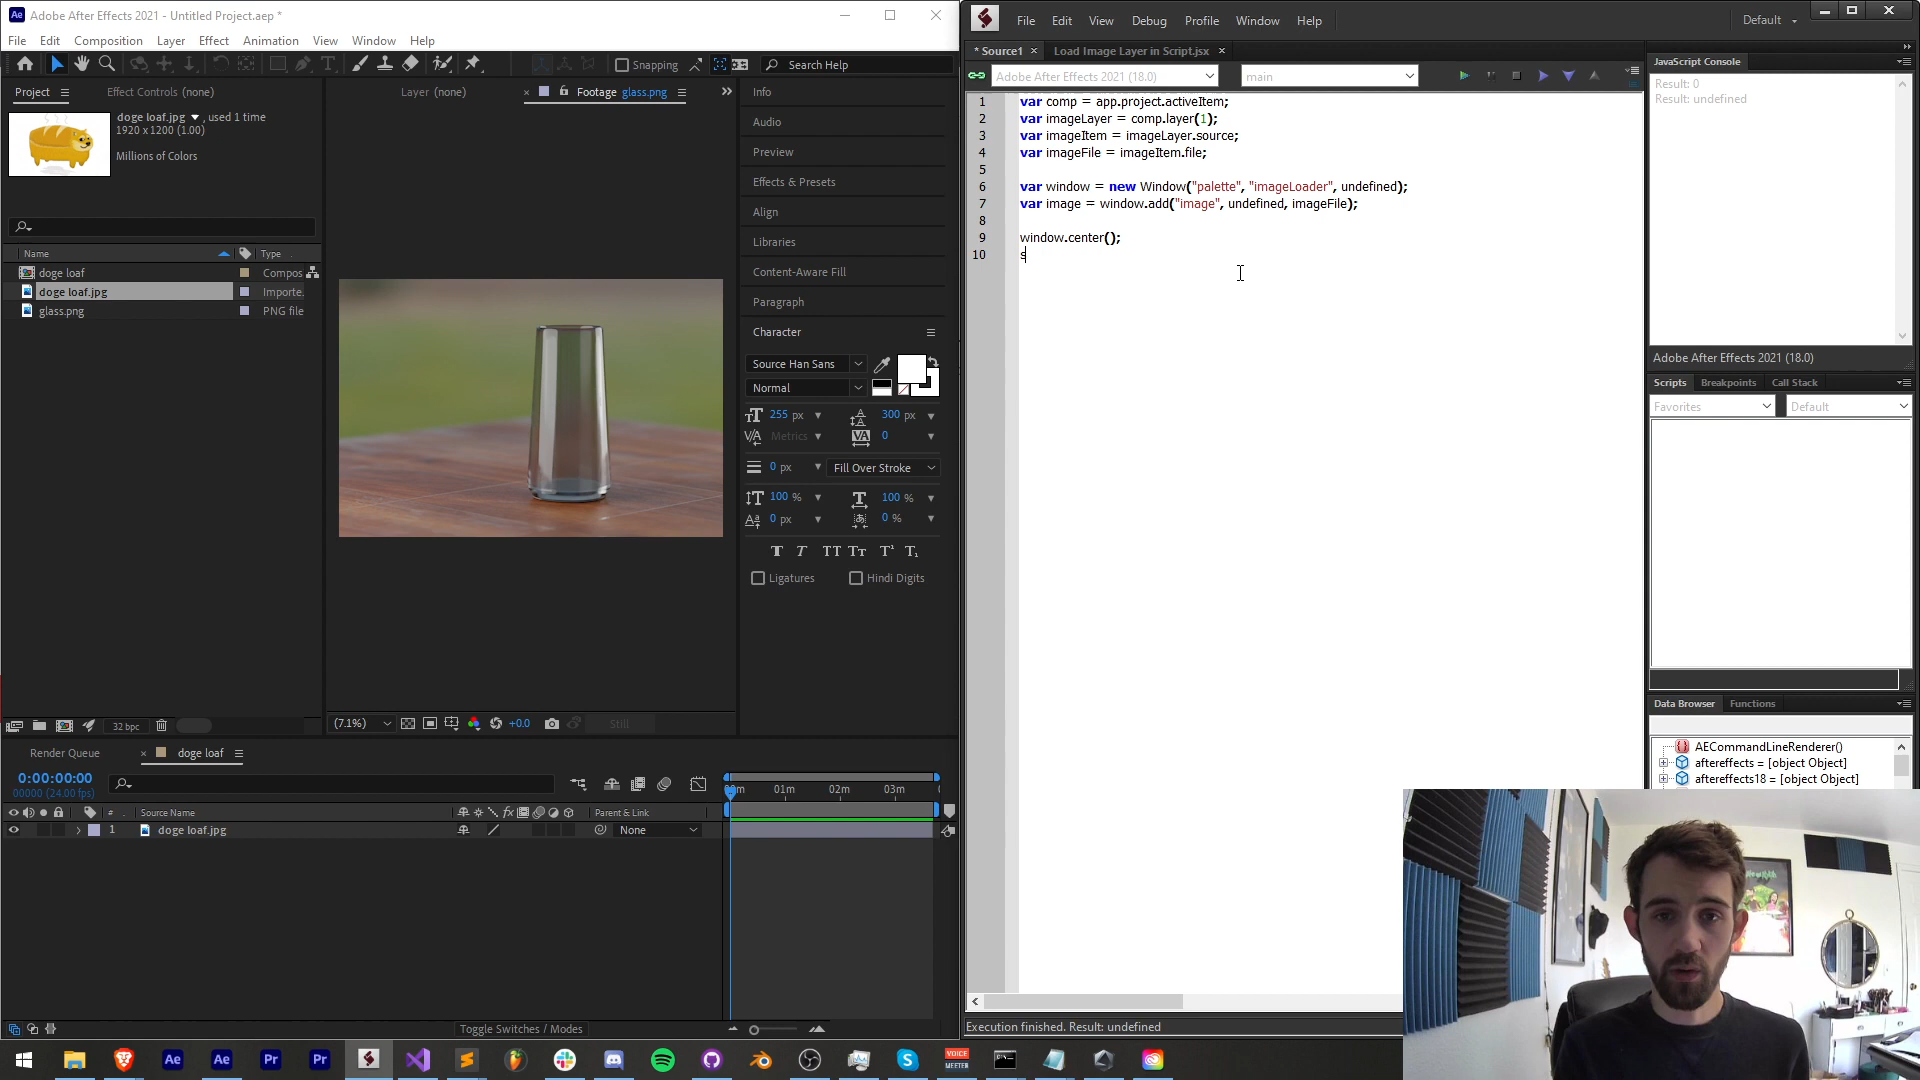 Adobe After Effects 2021 - Untitled Project.aep *
File Edit Composition Layer Effect Animation View Window Help
Snapping
Search Help
Project
Effect Controls (none)
doge loaf.jpg , used 1 time
1920 x 1200 (1.00)
Millions of Colors
Name Type
doge loaf Compos
doge loaf.jpg Importe.
glass.png PNG file
32 bpc
Layer (none)
Footage glass.png
(7.1%)
+0.0
Still
Info
Audio
Preview
Effects & Presets
Align
Libraries
Content-Aware Fill
Paragraph
Character
Source Han Sans
Normal
255 px 300 px
Metrics 0
0 px Fill Over Stroke
100 % 100 %
0 px 0 %
Ligatures Hindi Digits
Render Queue
doge loaf
0:00:00:00
00000 (24.00 fps)
# Source Name
Parent & Link
1 doge loaf.jpg
None
01m 02m 03m
Toggle Switches / Modes
File Edit View Debug Profile Window Help
Default
* Source1 Load Image Layer in Script.jsx
Adobe After Effects 2021 (18.0)
main
1 var comp = app.project.activeItem;
2 var imageLayer = comp.layer(1);
3 var imageItem = imageLayer.source;
4 var imageFile = imageItem.file;
5
6 var window = new Window("palette", "imageLoader", undefined);
7 var image = window.add("image", undefined, imageFile);
8
9 window.center();
10 s
Execution finished. Result: undefined
JavaScript Console
Result: 0
Result: undefined
Adobe After Effects 2021 (18.0)
Scripts Breakpoints Call Stack
Favorites Default
Data Browser Functions
AECommandLineRenderer()
aftereffects = [object Object]
aftereffects18 = [object Object]
Ae Ae Pr Pr
VOICE
MEETER